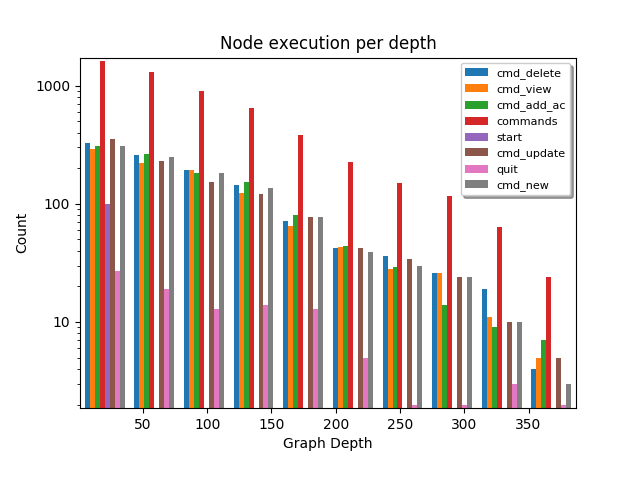 Node execution per depth
1000
100
10
Count
50
100
150
200
250
300
350
Graph Depth
cmd_delete
cmd_view
cmd_add_ac
commands
start
cmd_update
quit
cmd_new